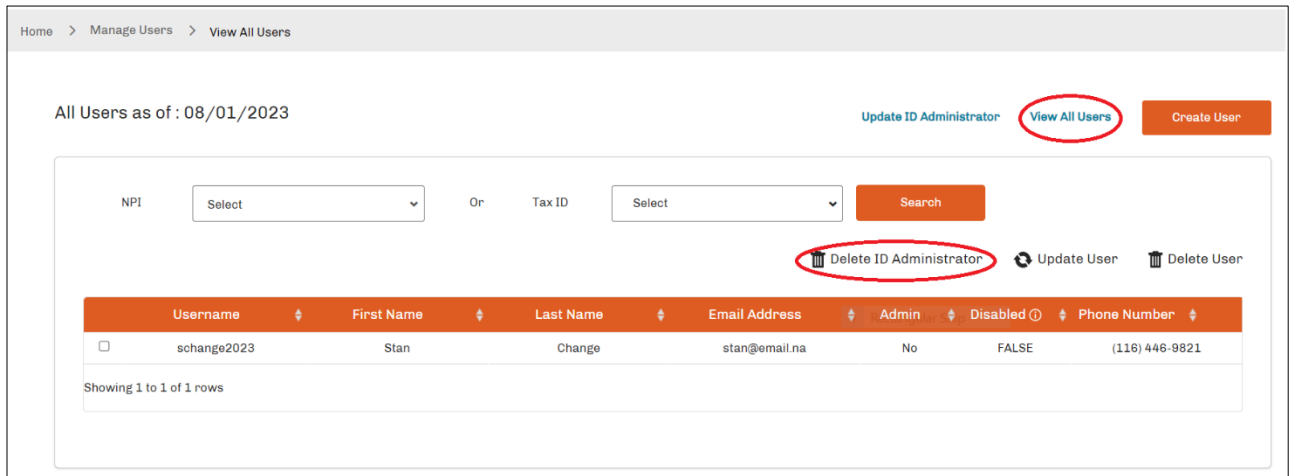 Home > Manage Users > View All Users
All Users as of : 08/01/2023
Update ID Administrator View All Users Create User
NPI Select Or Tax ID Select Search
Delete ID Administrator Update User Delete User
Username First Name Last Name Email Address Admin Disabled Phone Number
schange2023 Stan Change stan@email.na No FALSE (116) 446-9821
Showing 1 to 1 of 1 rows